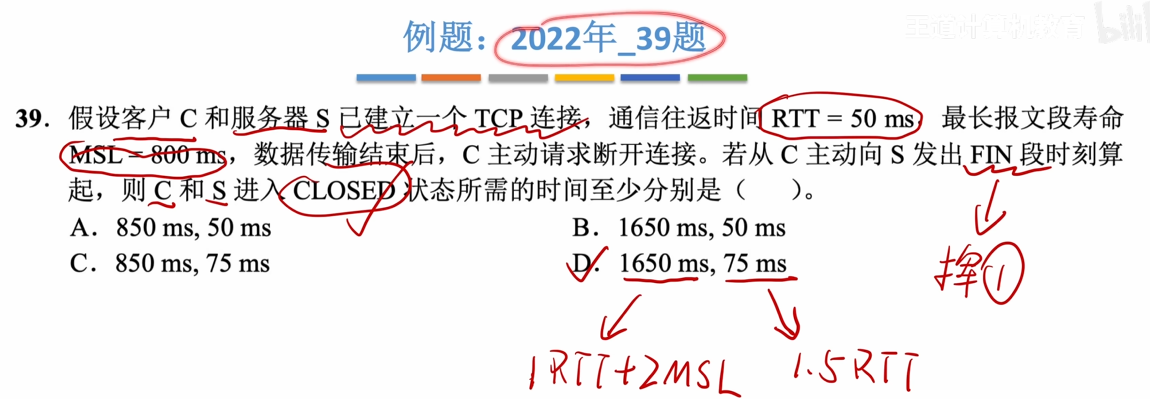 王道计算机教育 bili
例题：2022年_39题
39. 假设客户 C 和服务器 S 已建立一个 TCP 连接，通信往返时间 RTT = 50 ms，最长报文段寿命
MSL = 800 ms，数据传输结束后，C 主动请求断开连接。若从 C 主动向 S 发出 FIN 段时刻算
起，则 C 和 S 进入 CLOSED 状态所需的时间至少分别是（ ）。
A. 850 ms, 50 ms B. 1650 ms, 50 ms
C. 850 ms, 75 ms D. 1650 ms, 75 ms
挥①
1RTT+2MSL 1.5RTT